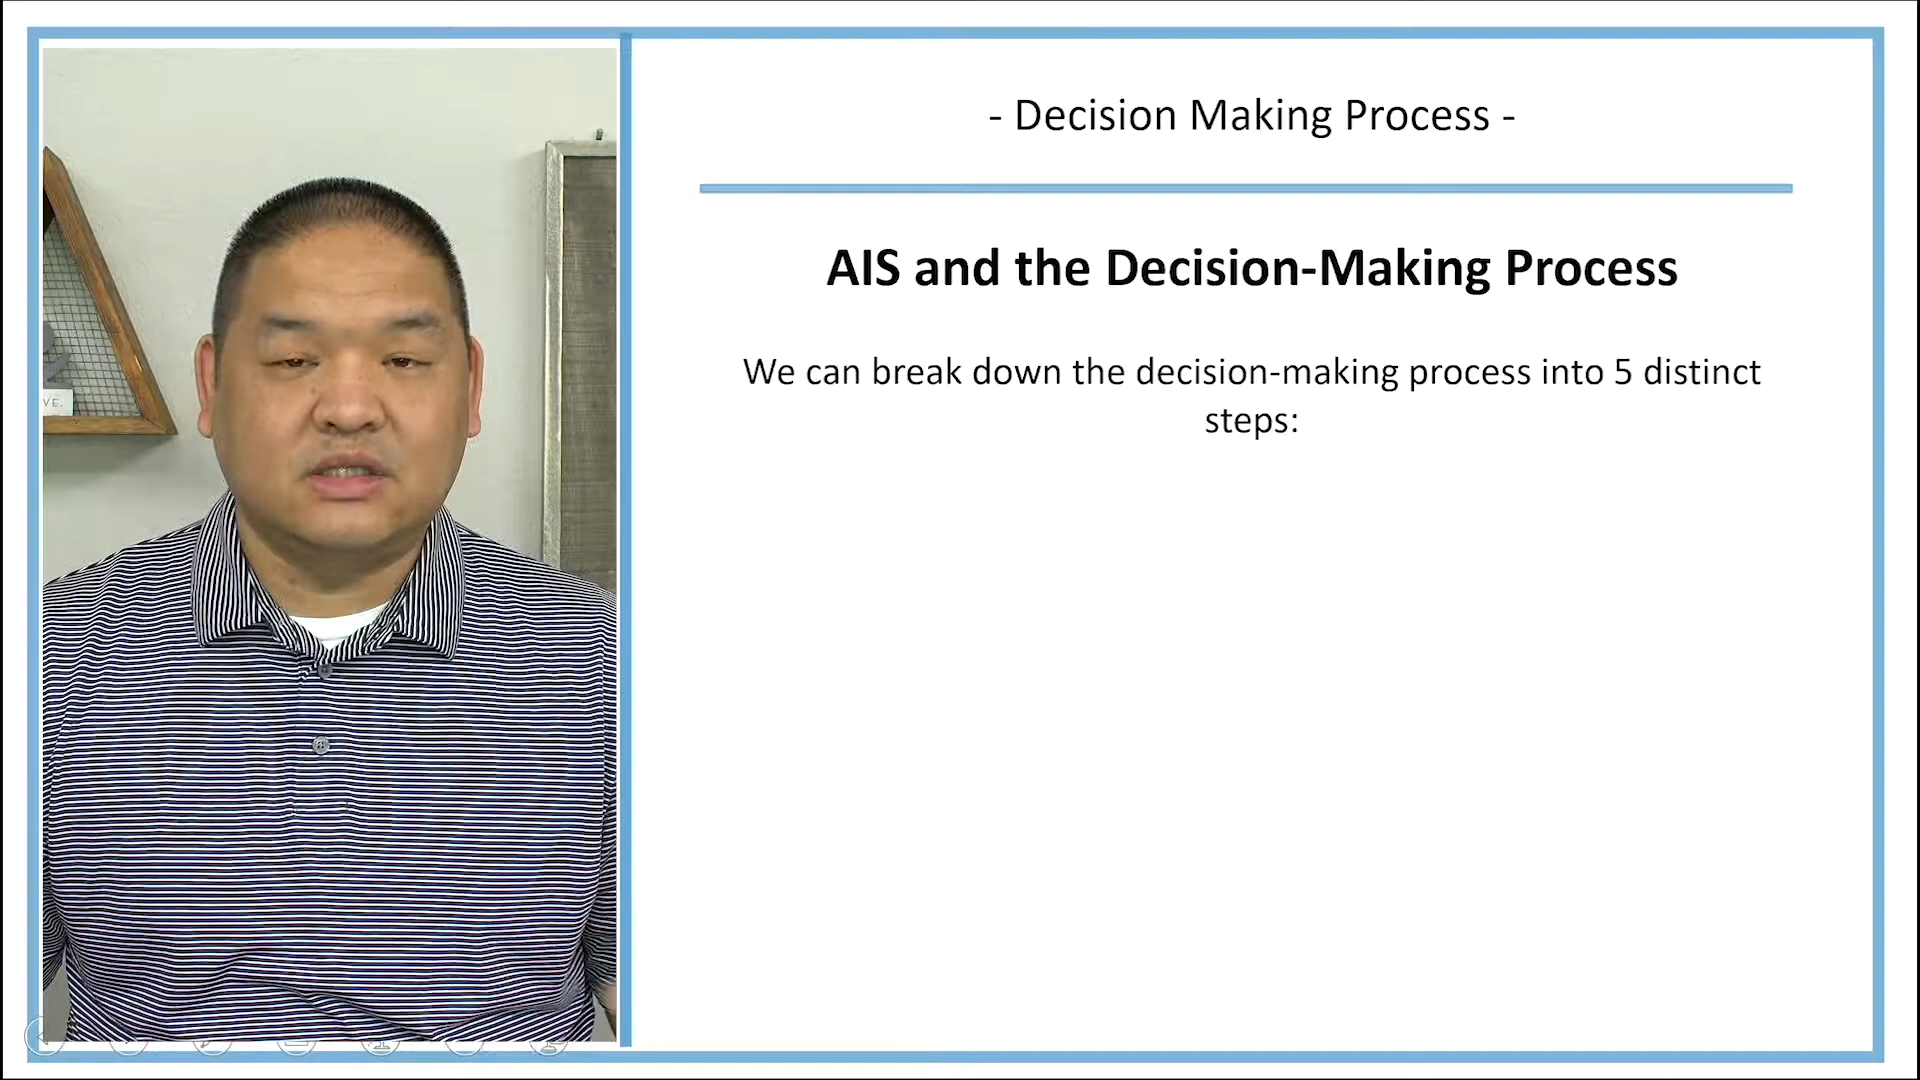 - Decision Making Process -
AIS and the Decision-Making Process
We can break down the decision-making process into 5 distinct
steps:
VE.